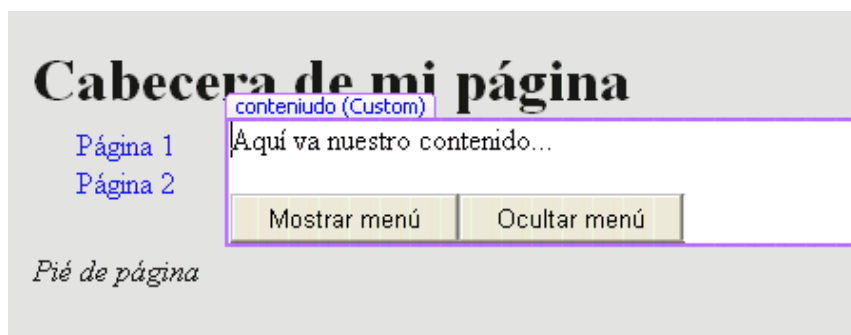 Cabecera de mi página
conteniudo (Custom)
Página 1
Aquí va nuestro contenido...
Página 2
Mostrar menú Ocultar menú
Pié de página